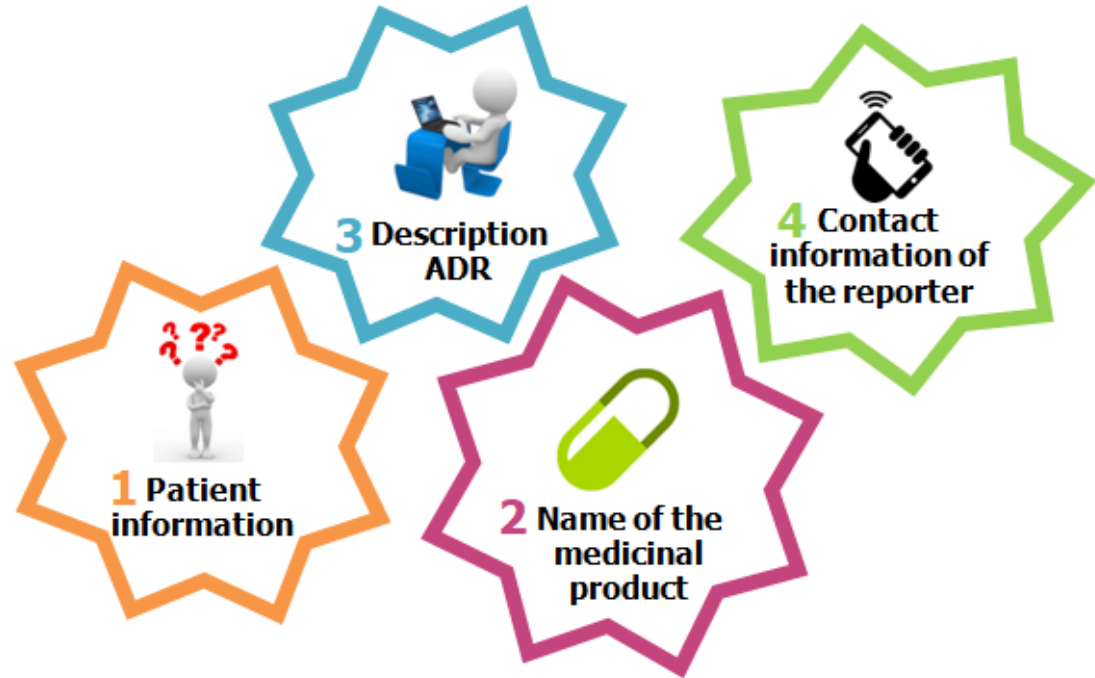 1 Patient
information
2 Name of the
medicinal
product
3 Description
ADR
4 Contact
information of
the reporter